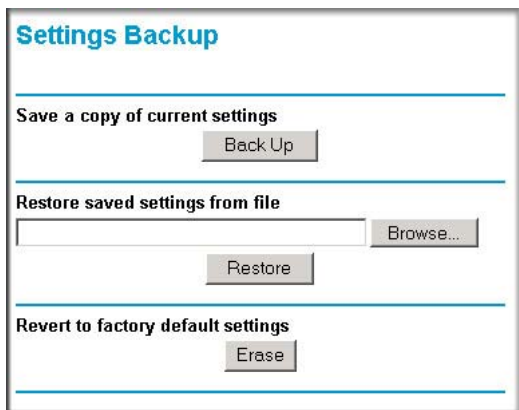 Settings Backup
Save a copy of current settings
Back Up
Restore saved settings from file
Browse...
Restore
Revert to factory default settings
Erase